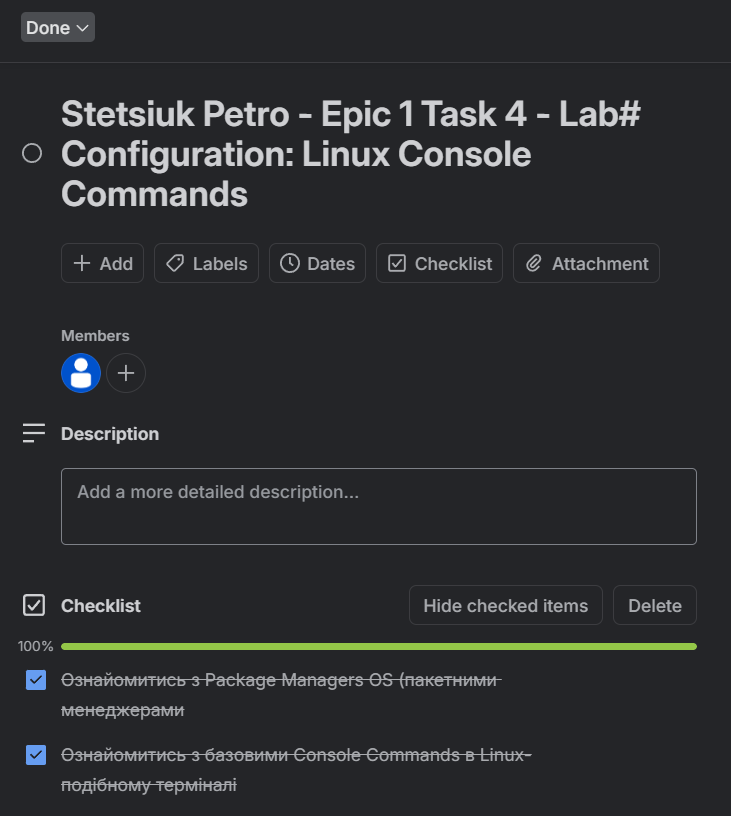 Done
Stetsiuk Petro - Epic 1 Task 4 - Lab#
Configuration: Linux Console
Commands
Add
Labels
Dates
Checklist
Attachment
Members
Description
Add a more detailed description...
Checklist
Hide checked items
Delete
100%
Ознайомитись з Package Managers OS (пакетними
менеджерами
Ознайомитись з базовими Console Commands в Linux-
подібному терміналі